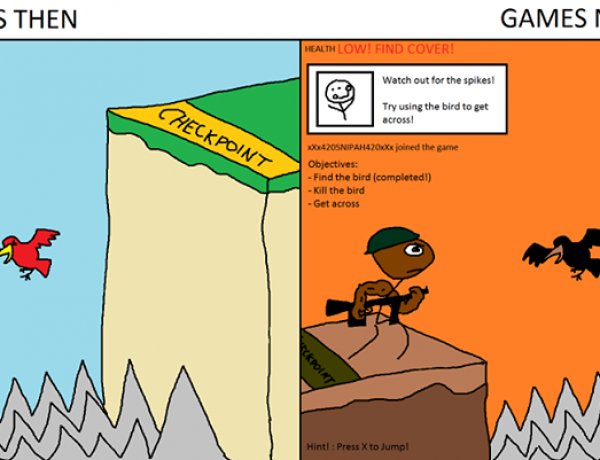 S THEN
GAMES N
HEALTH LOW! FIND COVER!
Watch out for the spikes!
Try using the bird to get
across!
xXx420SNIPAH420xXx joined the game
Objectives:
- Find the bird (completed!)
- Kill the bird
- Get across
CHECKPOINT
ECKPOINT
Hint! : Press X to Jump!